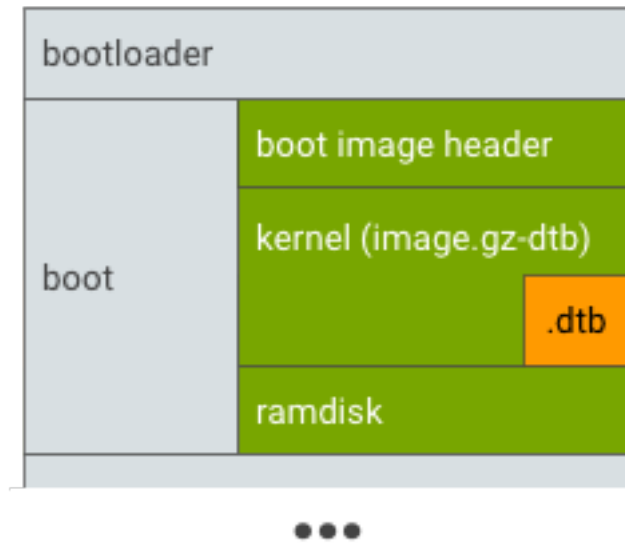 bootloader
boot image header
kernel (image.gz-dtb)
boot
.dtb
ramdisk
•••